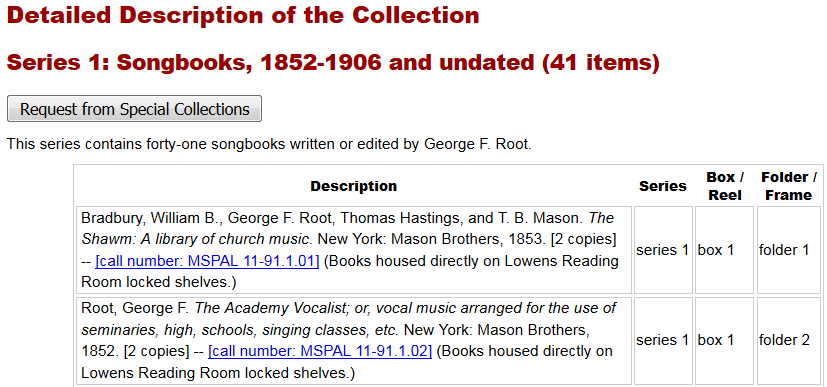 Detailed Description of the Collection
Series 1: Songbooks, 1852-1906 and undated (41 items)
Request from Special Collections
This series contains forty-one songbooks written or edited by George F. Root.
Description Series Box / Reel Folder / Frame
Bradbury, William B., George F. Root, Thomas Hastings, and T. B. Mason. The
Shawm: A library of church music. New York: Mason Brothers, 1853. [2 copies]
-- [call number: MSPAL 11-91.1.01] (Books housed directly on Lowens Reading
Room locked shelves.)
series 1 box 1 folder 1
Root, George F. The Academy Vocalist; or, vocal music arranged for the use of
seminaries, high, schools, singing classes, etc. New York: Mason Brothers,
1852. [2 copies] -- [call number: MSPAL 11-91.1.02] (Books housed directly on
Lowens Reading Room locked shelves.)
series 1 box 1 folder 2